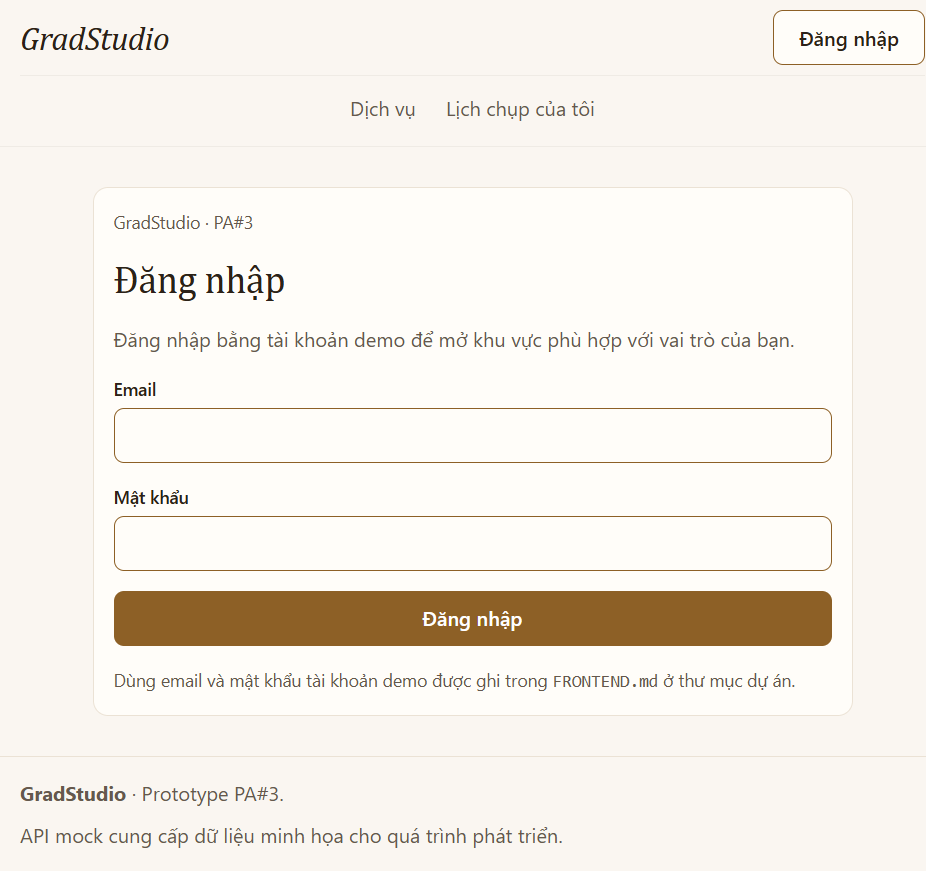 GradStudio
Đăng nhập
Dịch vụ
Lịch chụp của tôi
GradStudio · PA#3
Đăng nhập
Đăng nhập bằng tài khoản demo để mở khu vực phù hợp với vai trò của bạn.
Email
Mật khẩu
Đăng nhập
Dùng email và mật khẩu tài khoản demo được ghi trong FRONTEND.md ở thư mục dự án.
GradStudio · Prototype PA#3.
API mock cung cấp dữ liệu minh họa cho quá trình phát triển.